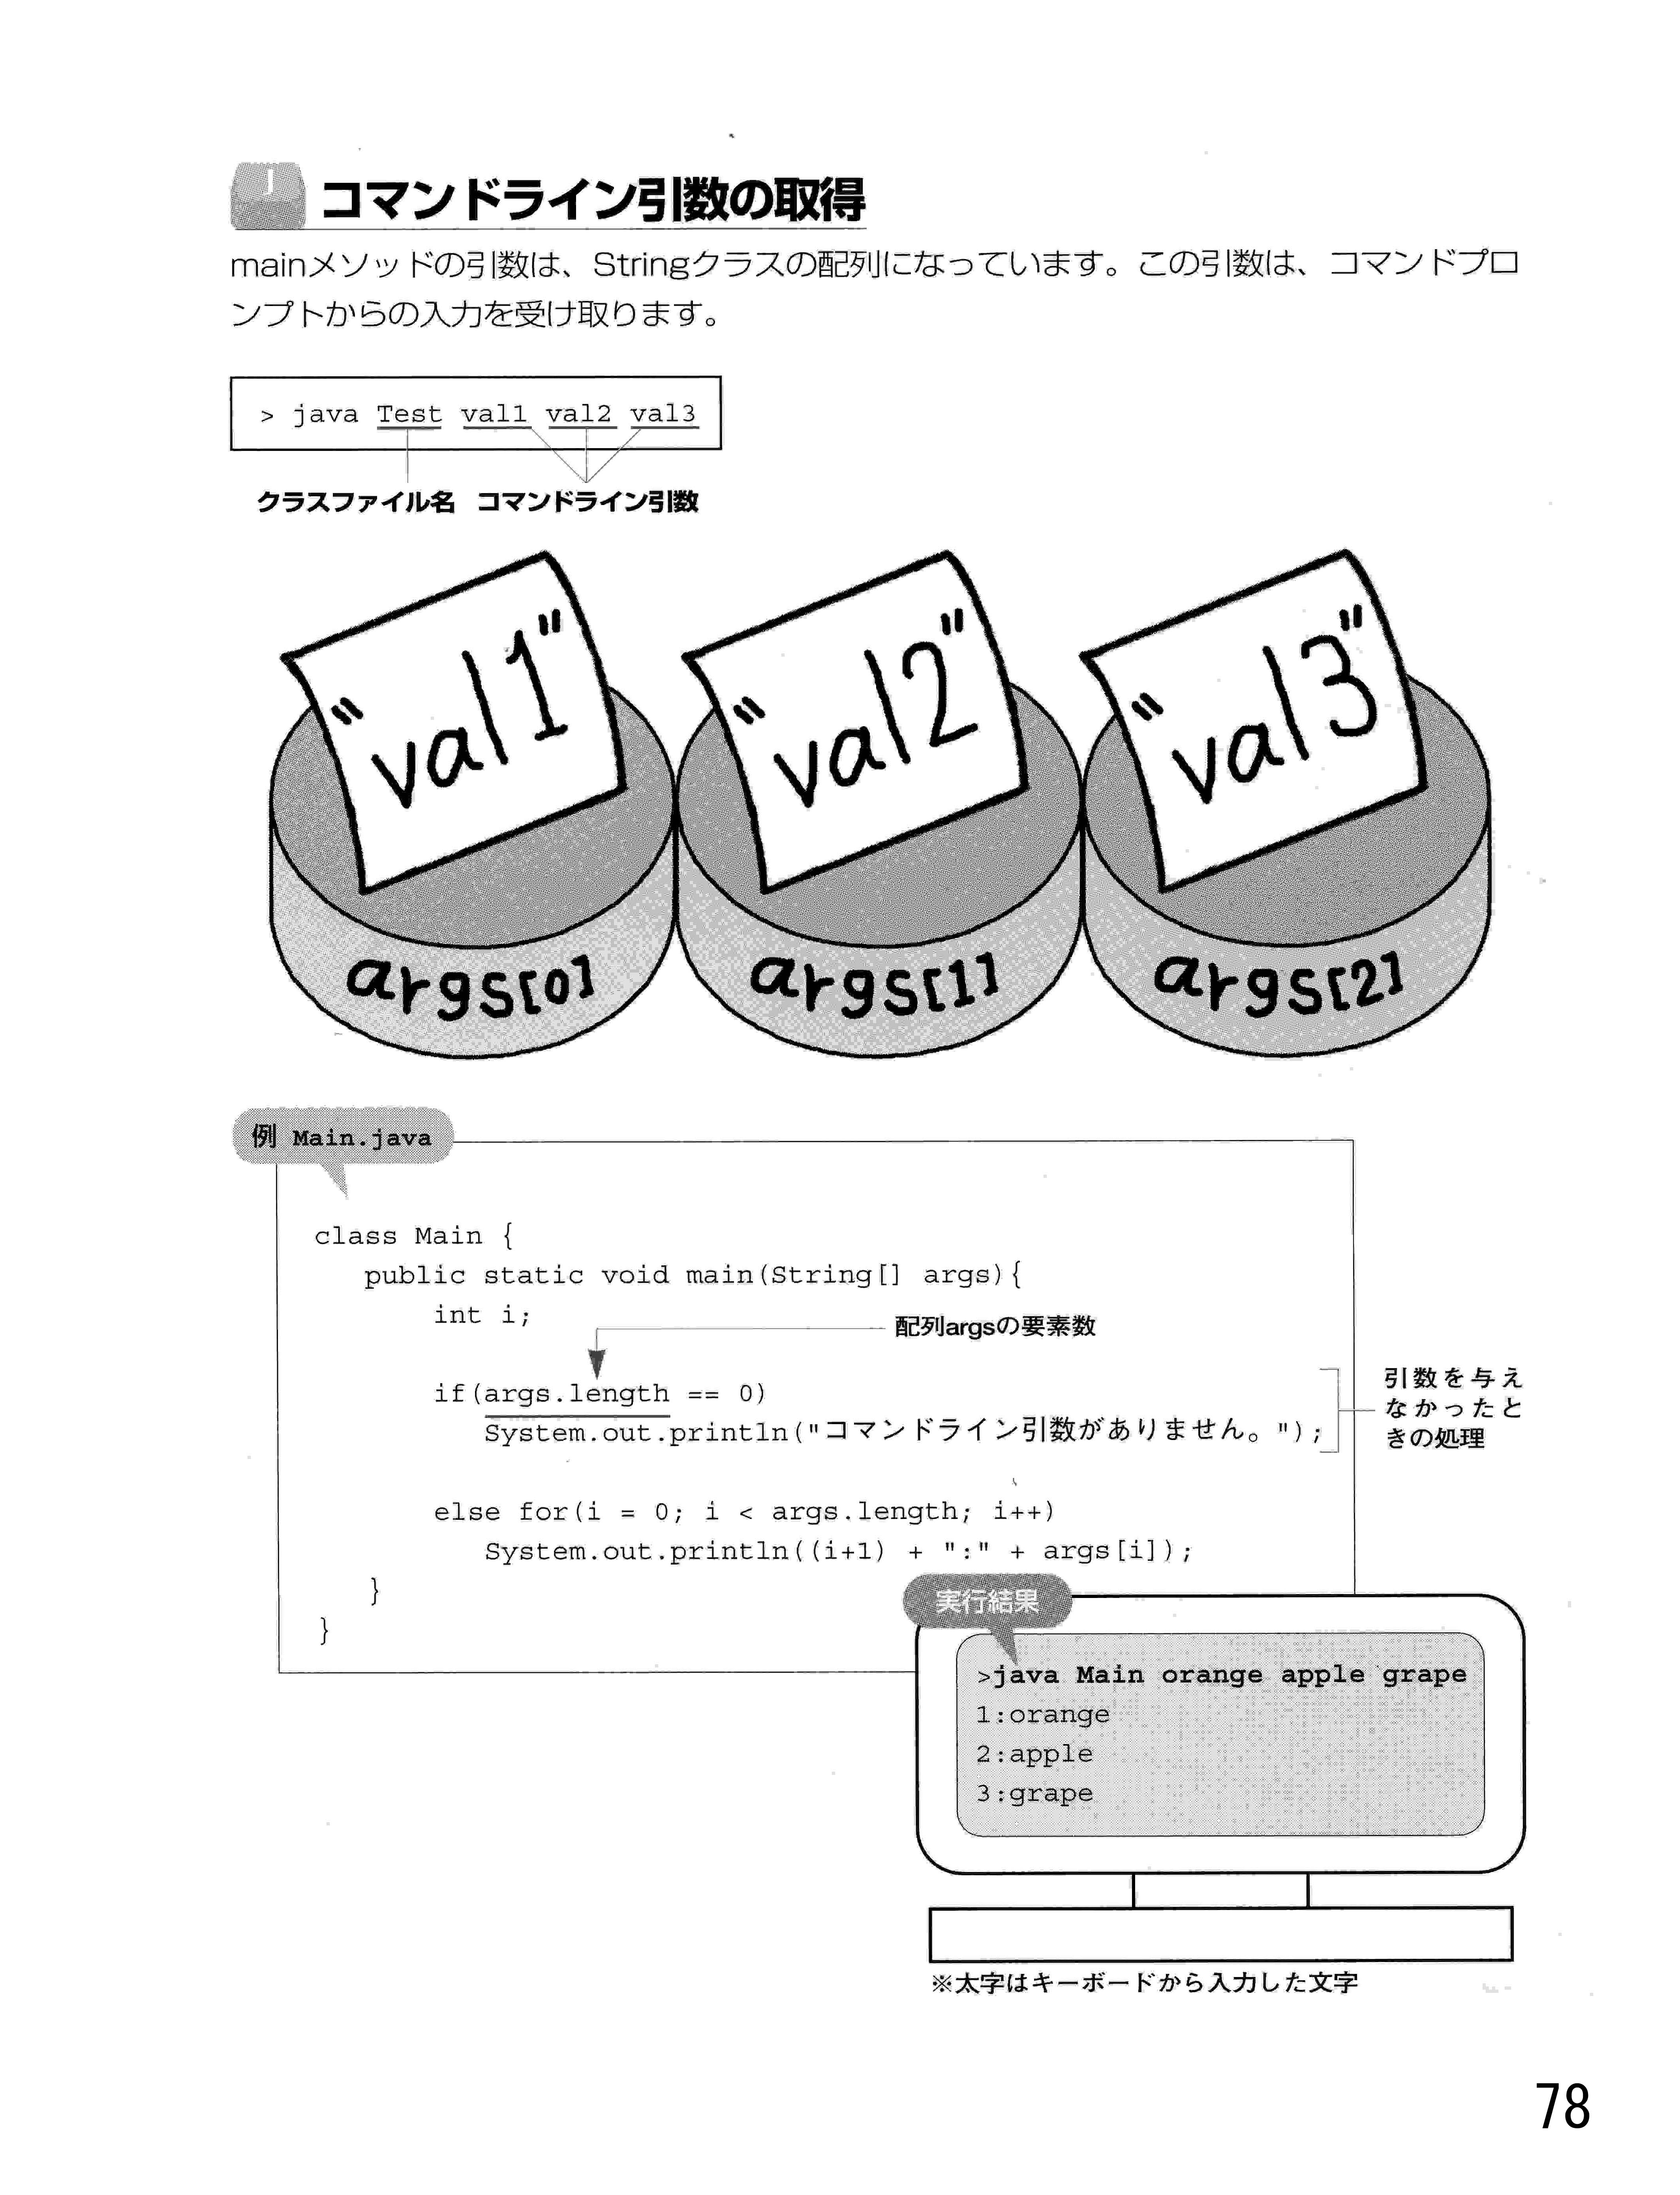 コマンドライン引数の取得
mainメソッドの引数は、Stringクラスの配列になっています。この引数は、コマンドプロ
ンプトからの入力を受け取ります。
> java Test val1 val2 val3
クラスファイル名 コマンドライン引数
"val1"
"val2"
"val3"
args[0]
args[1]
args[2]
例 Main.java
class Main {
public static void main(String[] args){
int i;
配列argsの要素数
if(args.length == 0)
System.out.println("コマンドライン引数がありません。");
引数を与え
なかったと
きの処理
else for(i = 0; i < args.length; i++)
System.out.println((i+1) + ":" + args[i]);
}
}
実行結果
>java Main orange apple grape
1:orange
2:apple
3:grape
※太字はキーボードから入力した文字
78